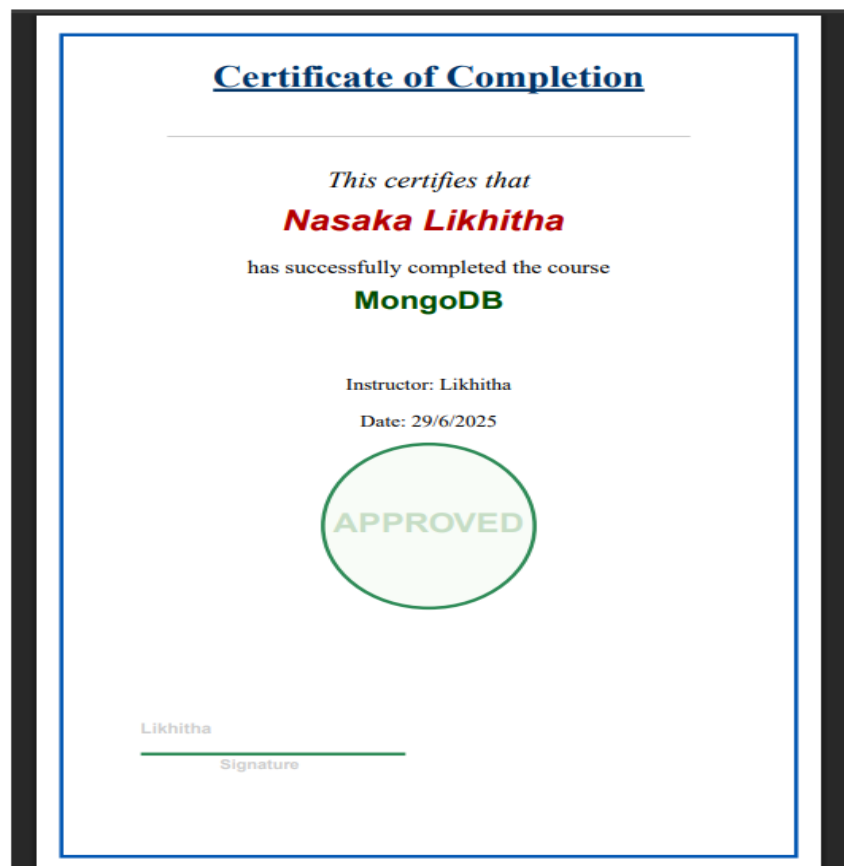 Certificate of Completion
This certifies that
Nasaka Likhitha
has successfully completed the course
MongoDB
Instructor: Likhitha
Date: 29/6/2025
APPROVED
Likhitha
Signature